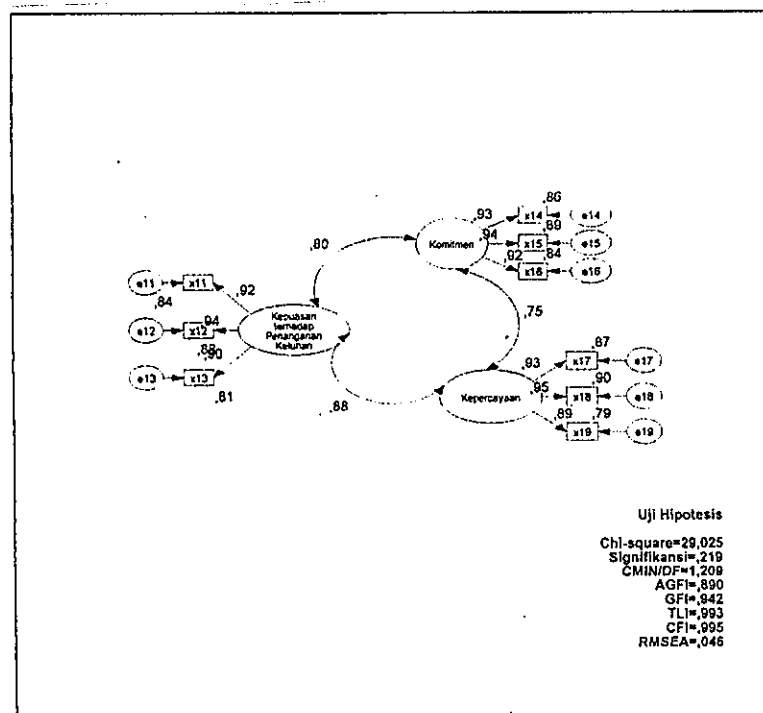 ,86
,93
x14
e14
,89
,94
Komitmen
x15
e15
,92
,84
x16
e16
,80
e11
x11
,84
,92
Kepuasan
terhadap
Penanganan
Keluhan
,94
e12
x12
,88
,90
e13
x13
,81
,75
,88
,87
,93
x17
e17
,95
,90
Kepercayaan
x18
e18
,89
,79
x19
e19
Uji Hipotesis
Chi-square=29,025
Signifikansi=,219
CMIN/DF=1,209
AGFI=,890
GFI=,942
TLI=,993
CFI=,995
RMSEA=,046